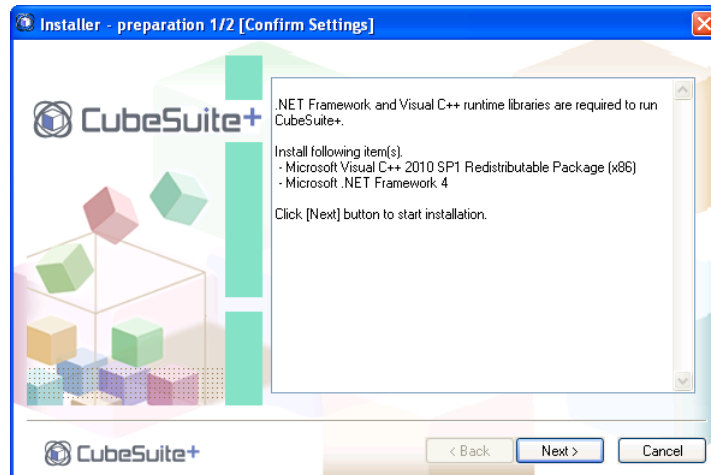 Installer - preparation 1/2 [Confirm Settings]
CubeSuite+
.NET Framework and Visual C++ runtime libraries are required to run
CubeSuite+.
Install following item(s).
- Microsoft Visual C++ 2010 SP1 Redistributable Package (x86)
- Microsoft .NET Framework 4
Click [Next] button to start installation.
CubeSuite+
< Back
Next >
Cancel